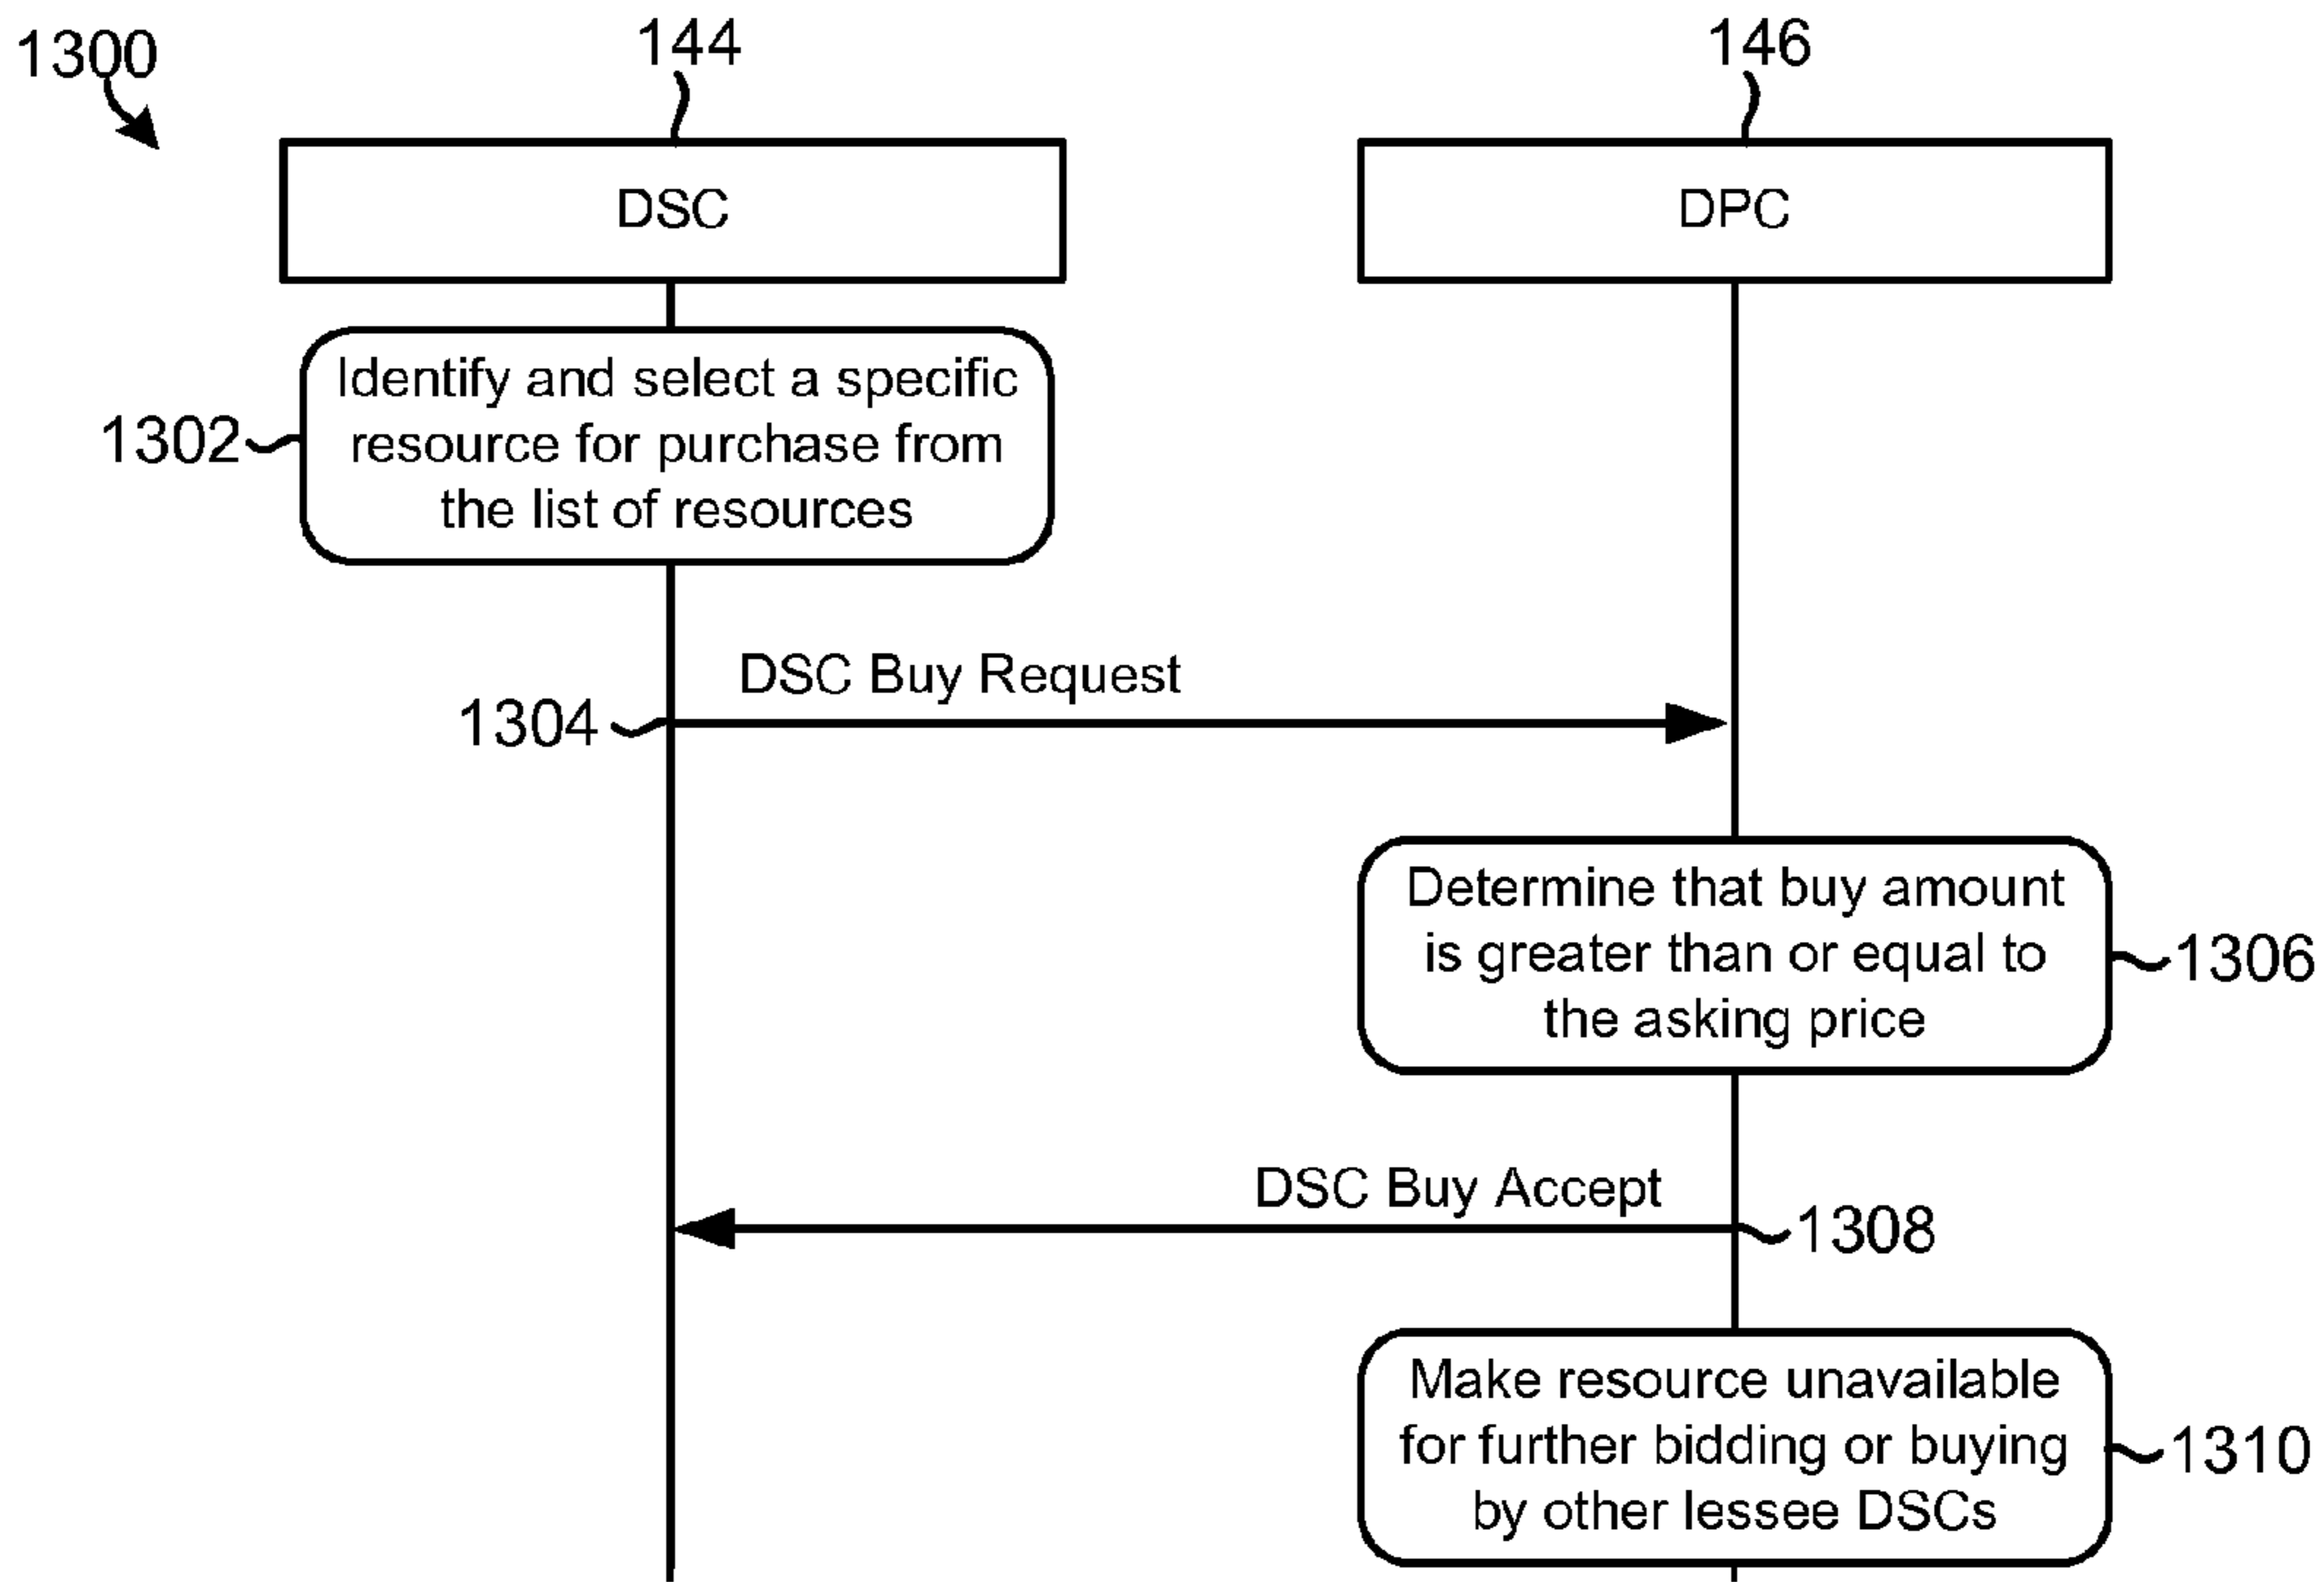 1300
144
146
DSC
DPC
Identify and select a specific
resource for purchase from
the list of resources
1302
DSC Buy Request
1304
Determine that buy amount
is greater than or equal to
the asking price
1306
DSC Buy Accept
1308
Make resource unavailable
for further bidding or buying
by other lessee DSCs
1310